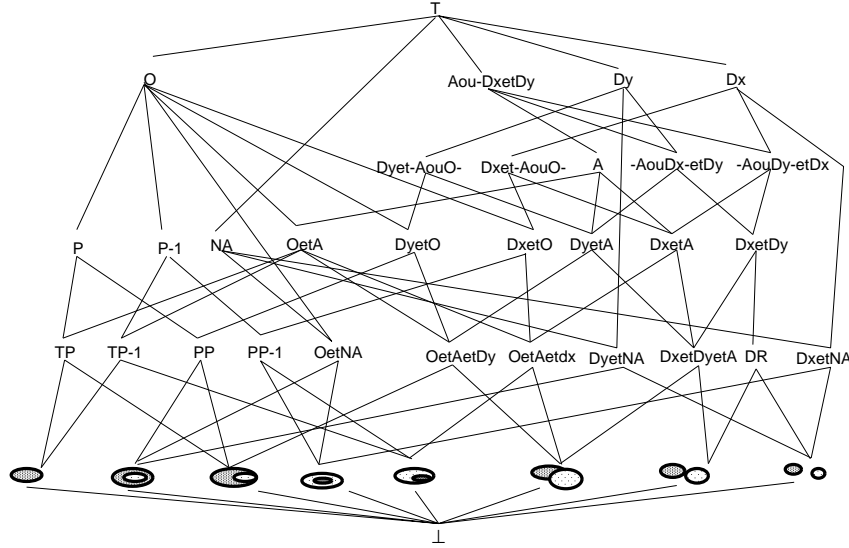 T
O Aou-DxetDy Dy Dx
Dyet-AouO- Dxet-AouO- A -AouDx-etDy -AouDy-etDx
P P-1 NA OetA DyetO DxetO DyetA DxetA DxetDy
TP TP-1 PP PP-1 OetNA OetAetDy OetAetdx DyetNA DxetDyetA DR DxetNA
⊥